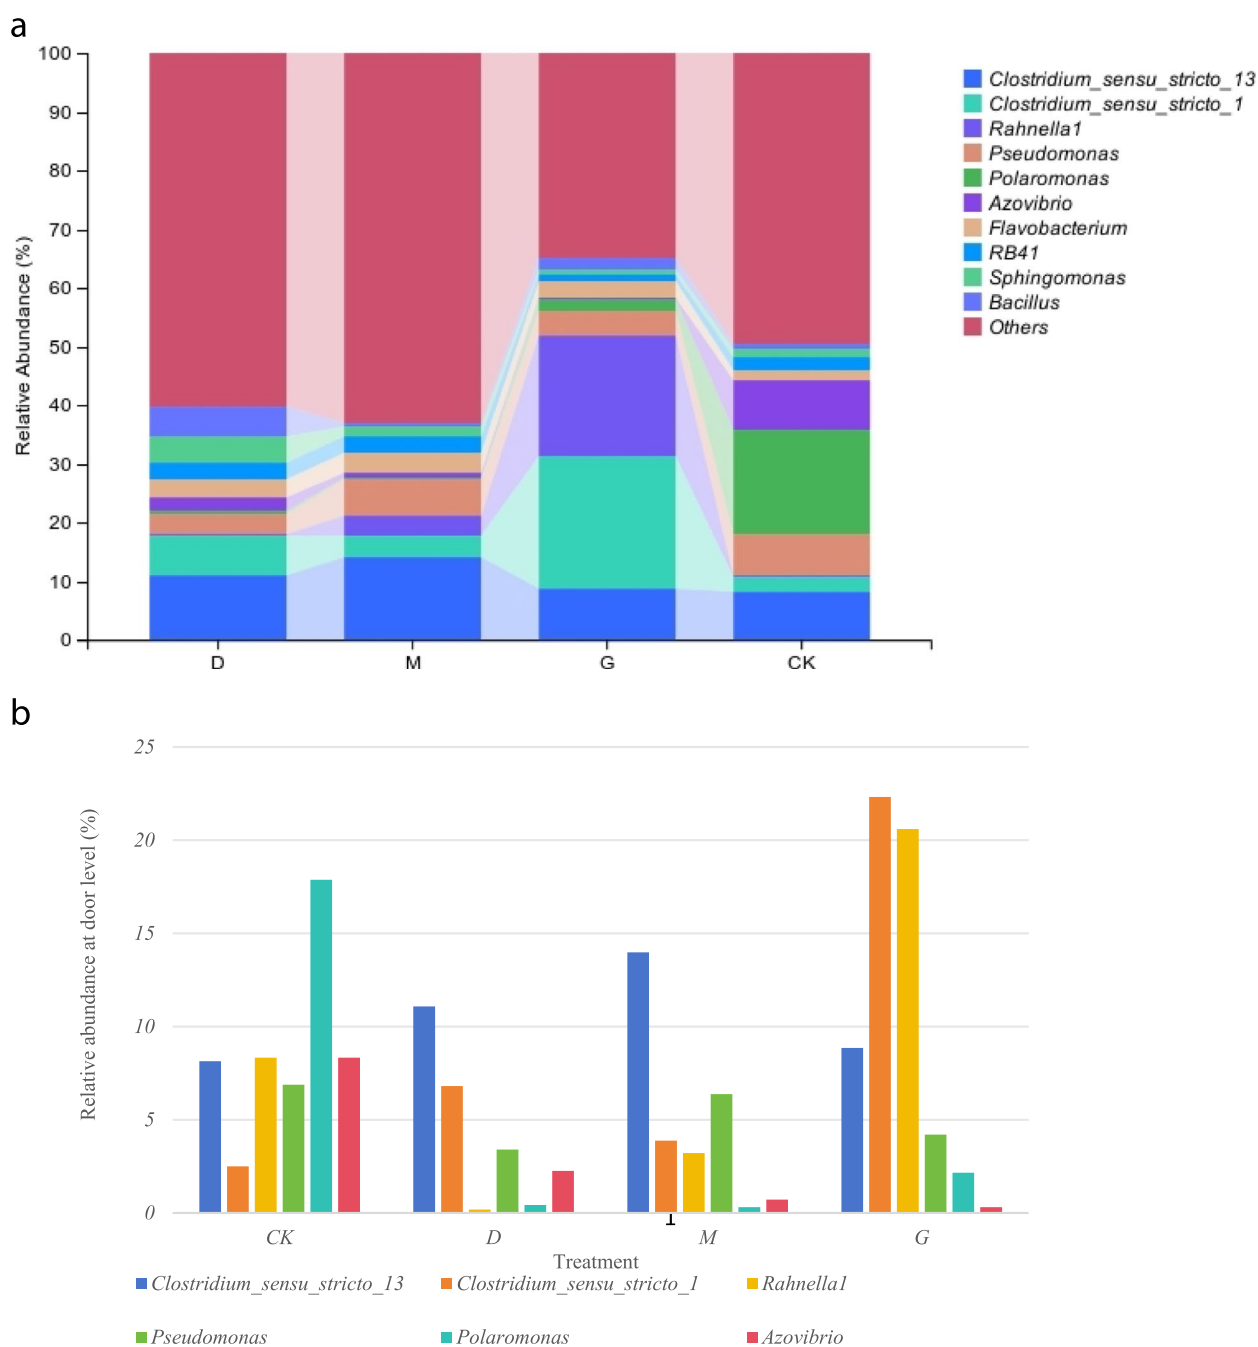 a
100
90
80
70
60
50
40
30
20
10
0
Relative Abundance (%)
D M G CK
Clostridium_sensu_stricto_13
Clostridium_sensu_stricto_1
Rahnella1
Pseudomonas
Polaromonas
Azovibrio
Flavobacterium
RB41
Sphingomonas
Bacillus
Others
b
25
20
15
10
5
0
Relative abundance at door level (%)
CK D M G
Treatment
Clostridium_sensu_stricto_13 Clostridium_sensu_stricto_1 Rahnella1
Pseudomonas Polaromonas Azovibrio